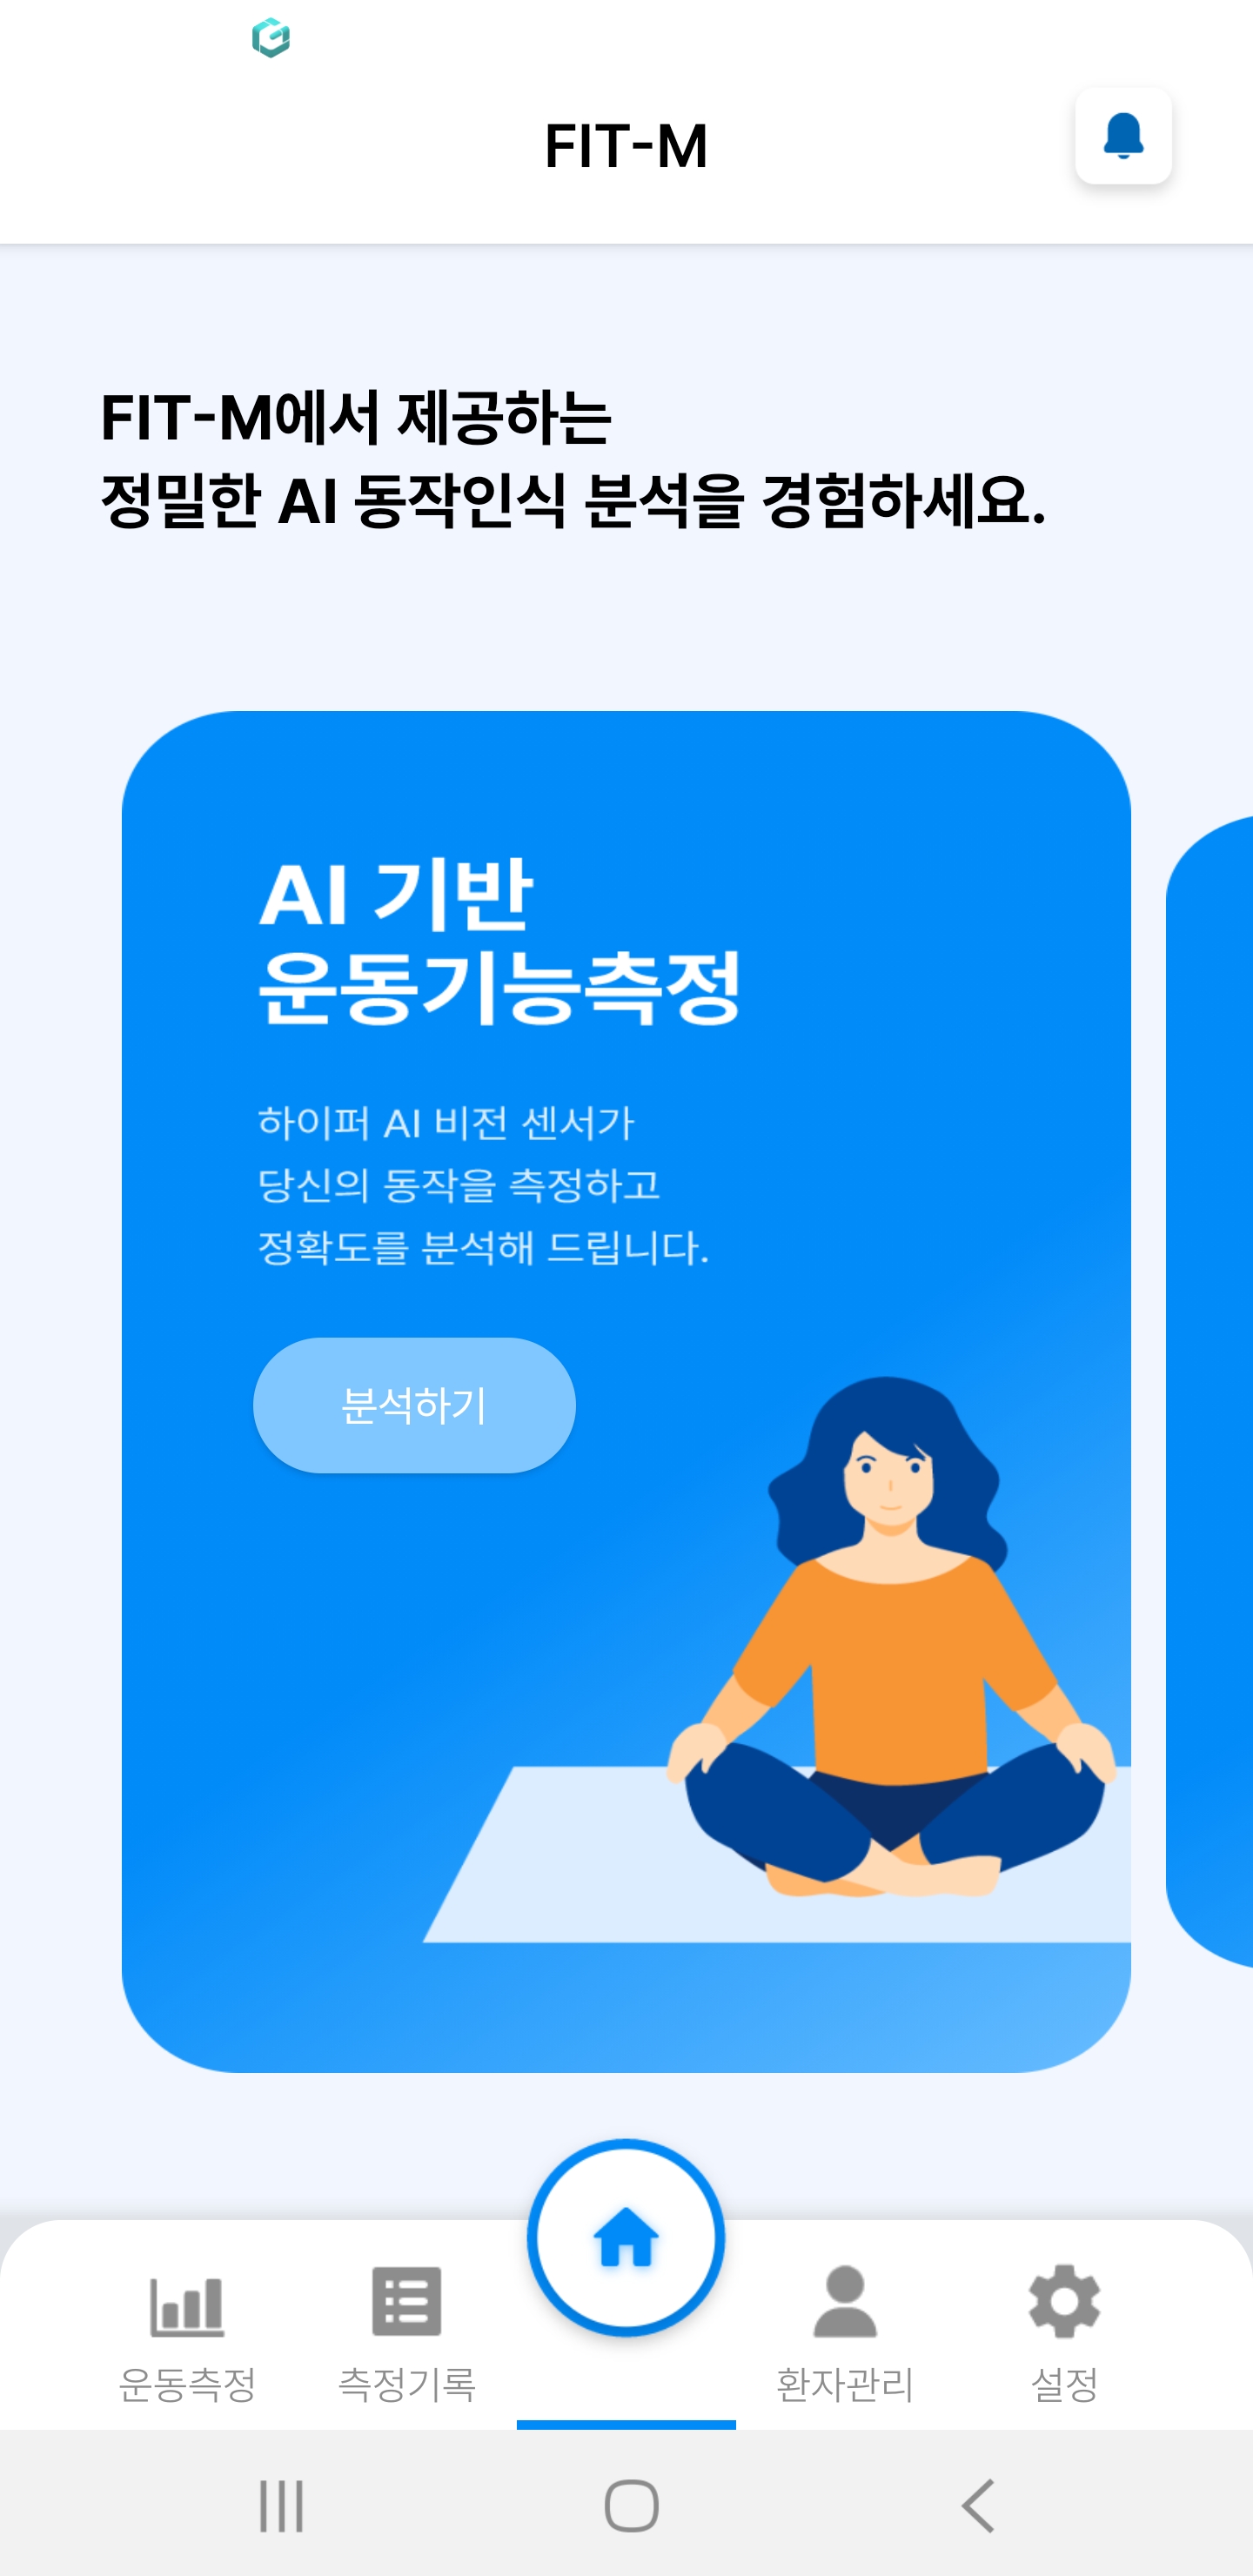 FIT-M
FIT-M에서 제공하는
정밀한 AI 동작인식 분석을 경험하세요.
AI 기반
운동기능측정
하이퍼 AI 비전 센서가
당신의 동작을 측정하고
정확도를 분석해 드립니다.
분석하기
운동측정
측정기록
환자관리
설정